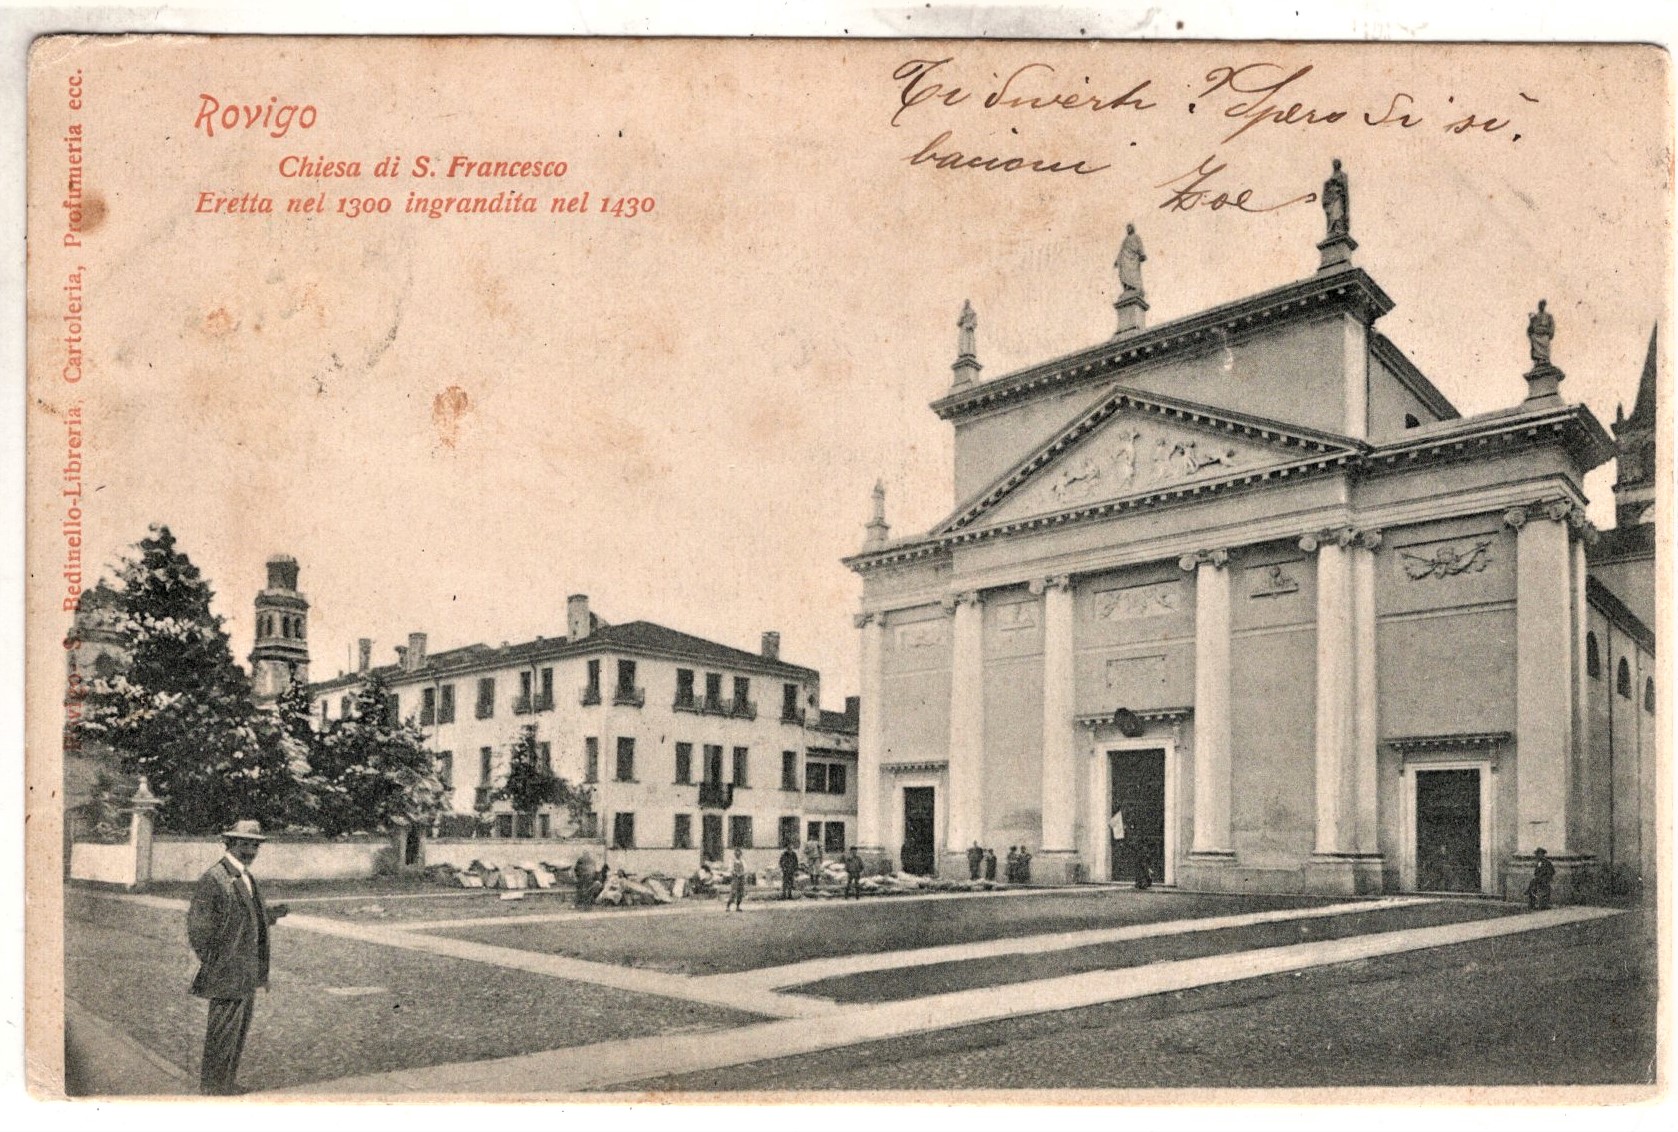 Rovigo
Chiesa di S. Francesco
Eretta nel 1300 ingrandita nel 1430
Ti diverti? Spero di sì,
bacioni Zoe
Rovigo - S. Bedinello-Libreria, Cartoleria, Profumeria ecc.